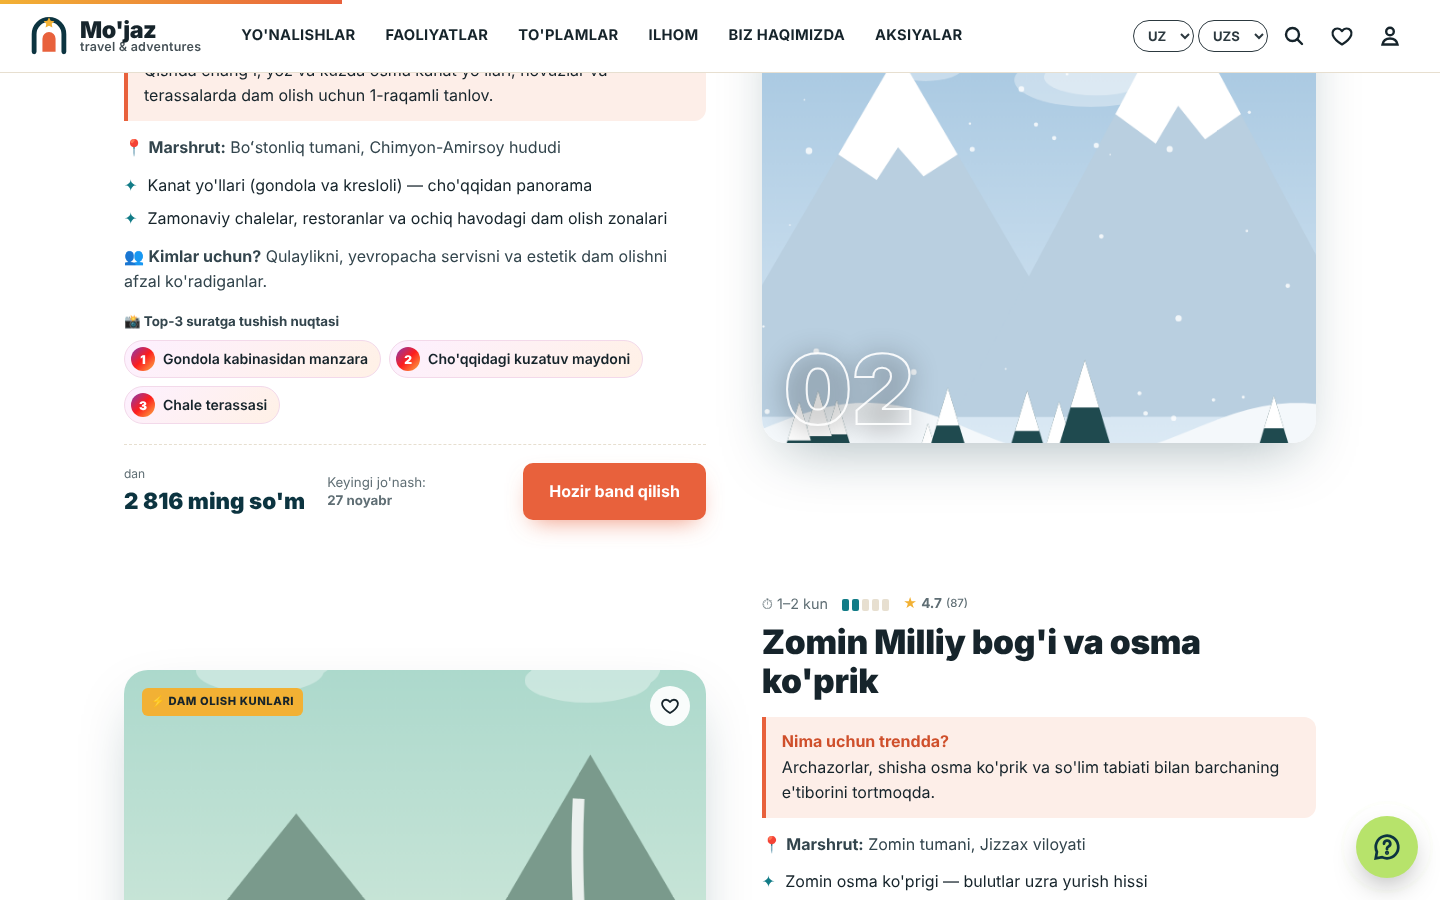 Mo'jaz
travel & adventures
YO'NALISHLAR
FAOLIYATLAR
TO'PLAMLAR
ILHOM
BIZ HAQIMIZDA
AKSIYALAR
UZ
UZS
terassalarda dam olish uchun 1-raqamli tanlov.
📍 Marshrut: Boʻstonliq tumani, Chimyon-Amirsoy hududi
✦ Kanat yo'llari (gondola va kresloli) — cho'qqidan panorama
✦ Zamonaviy chalelar, restoranlar va ochiq havodagi dam olish zonalari
👥 Kimlar uchun? Qulaylikni, yevropacha servisni va estetik dam olishni
afzal ko'radiganlar.
📸 Top-3 suratga tushish nuqtasi
1 Gondola kabinasidan manzara
2 Cho'qqidagi kuzatuv maydoni
3 Chale terassasi
dan
2 816 ming so'm
Keyingi jo'nash:
27 noyabr
Hozir band qilish
02
⏱ 1–2 kun
★ 4.7 (87)
Zomin Milliy bog'i va osma
ko'prik
Nima uchun trendda?
Archazorlar, shisha osma ko'prik va so'lim tabiati bilan barchaning
e'tiborini tortmoqda.
📍 Marshrut: Zomin tumani, Jizzax viloyati
✦ Zomin osma ko'prigi — bulutlar uzra yurish hissi
⚡ DAM OLISH KUNLARI